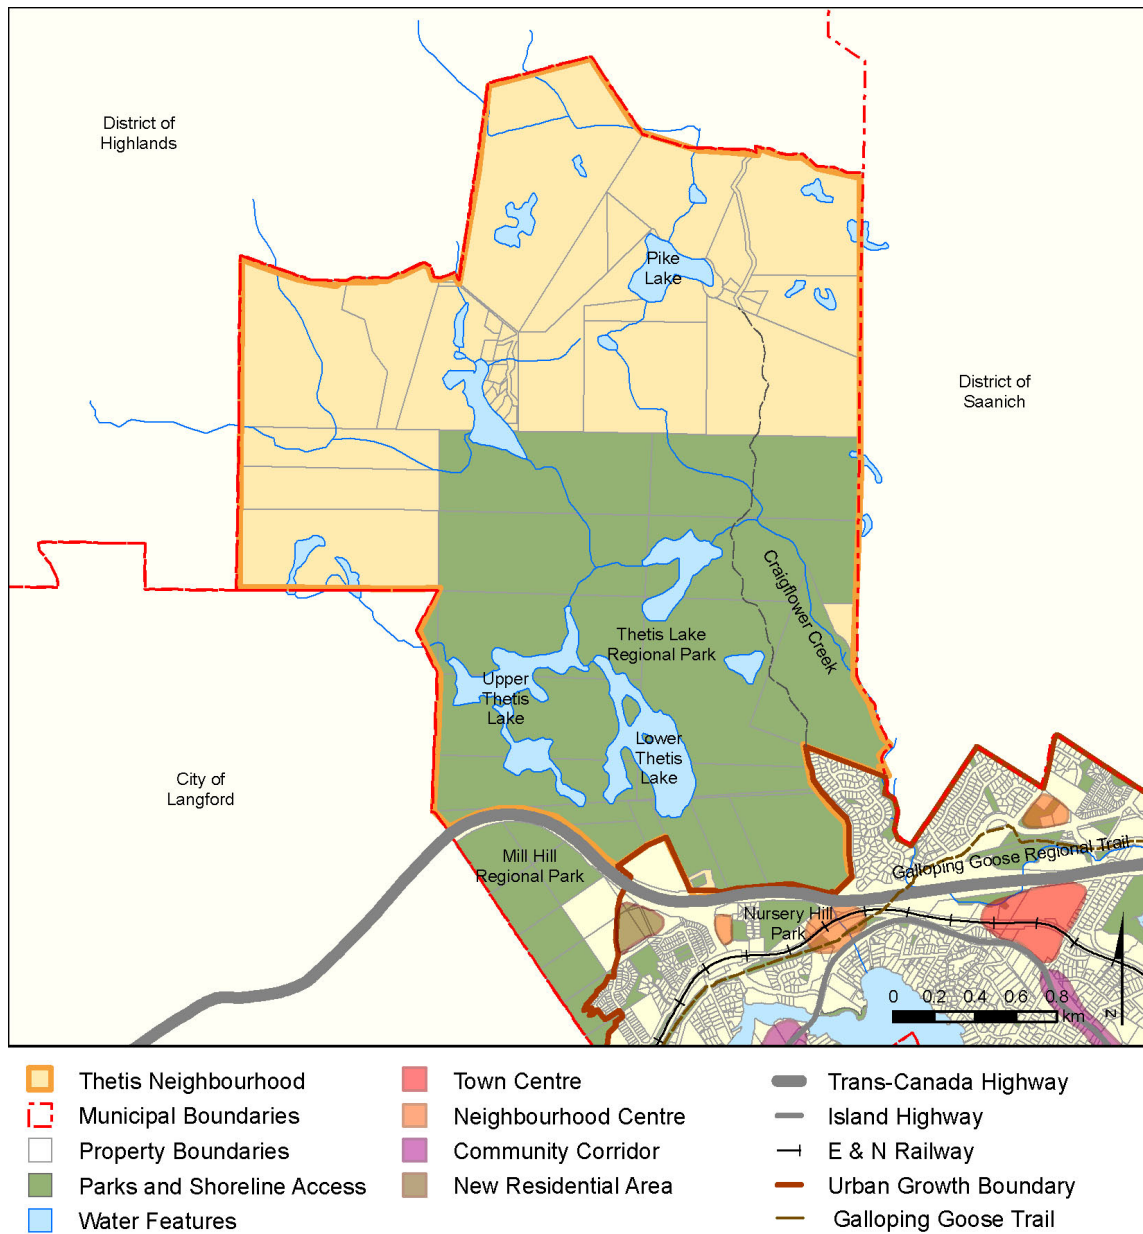 District of
Highlands
Pike
Lake
District of
Saanich
Craigflower Creek
Thetis Lake
Regional Park
Upper
Thetis
Lake
Lower
Thetis
Lake
City of
Langford
Mill Hill
Regional Park
Galloping Goose Regional Trail
Nursery Hill
Park
0 0.2 0.4 0.6 0.8
km
N
Thetis Neighbourhood
Municipal Boundaries
Property Boundaries
Parks and Shoreline Access
Water Features
Town Centre
Neighbourhood Centre
Community Corridor
New Residential Area
Trans-Canada Highway
Island Highway
E & N Railway
Urban Growth Boundary
Galloping Goose Trail